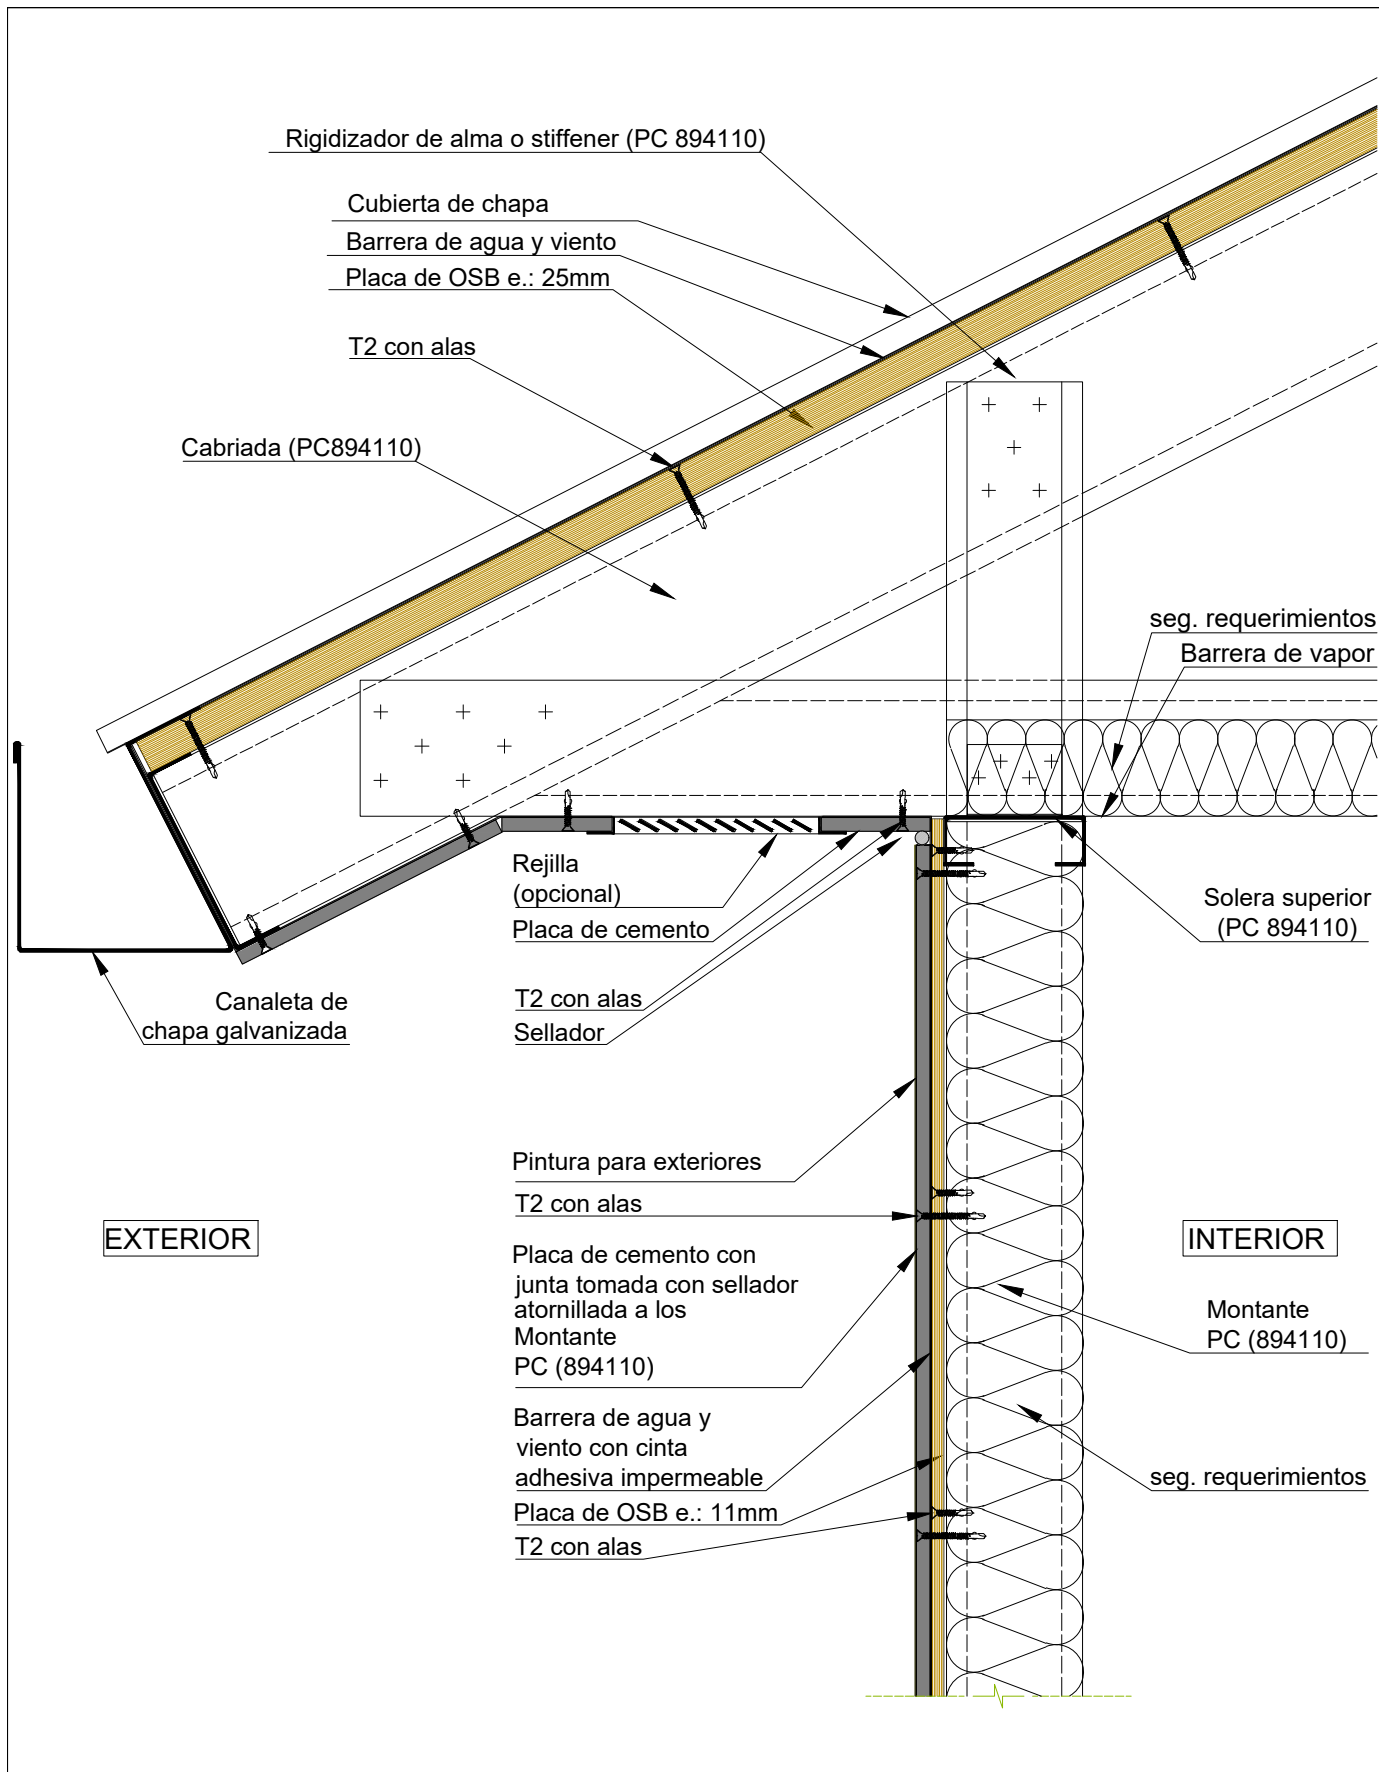 Rigidizador de alma o stiffener (PC 894110)
Cubierta de chapa
Barrera de agua y viento
Placa de OSB e.: 25mm
T2 con alas
Cabriada (PC894110)
seg. requerimientos
Barrera de vapor
Rejilla
(opcional)
Placa de cemento
Solera superior
(PC 894110)
T2 con alas
Sellador
Canaleta de
chapa galvanizada
Pintura para exteriores
T2 con alas
EXTERIOR
INTERIOR
Placa de cemento con
junta tomada con sellador
atornillada a los
Montante
PC (894110)
Montante
PC (894110)
Barrera de agua y
viento con cinta
adhesiva impermeable
seg. requerimientos
Placa de OSB e.: 11mm
T2 con alas